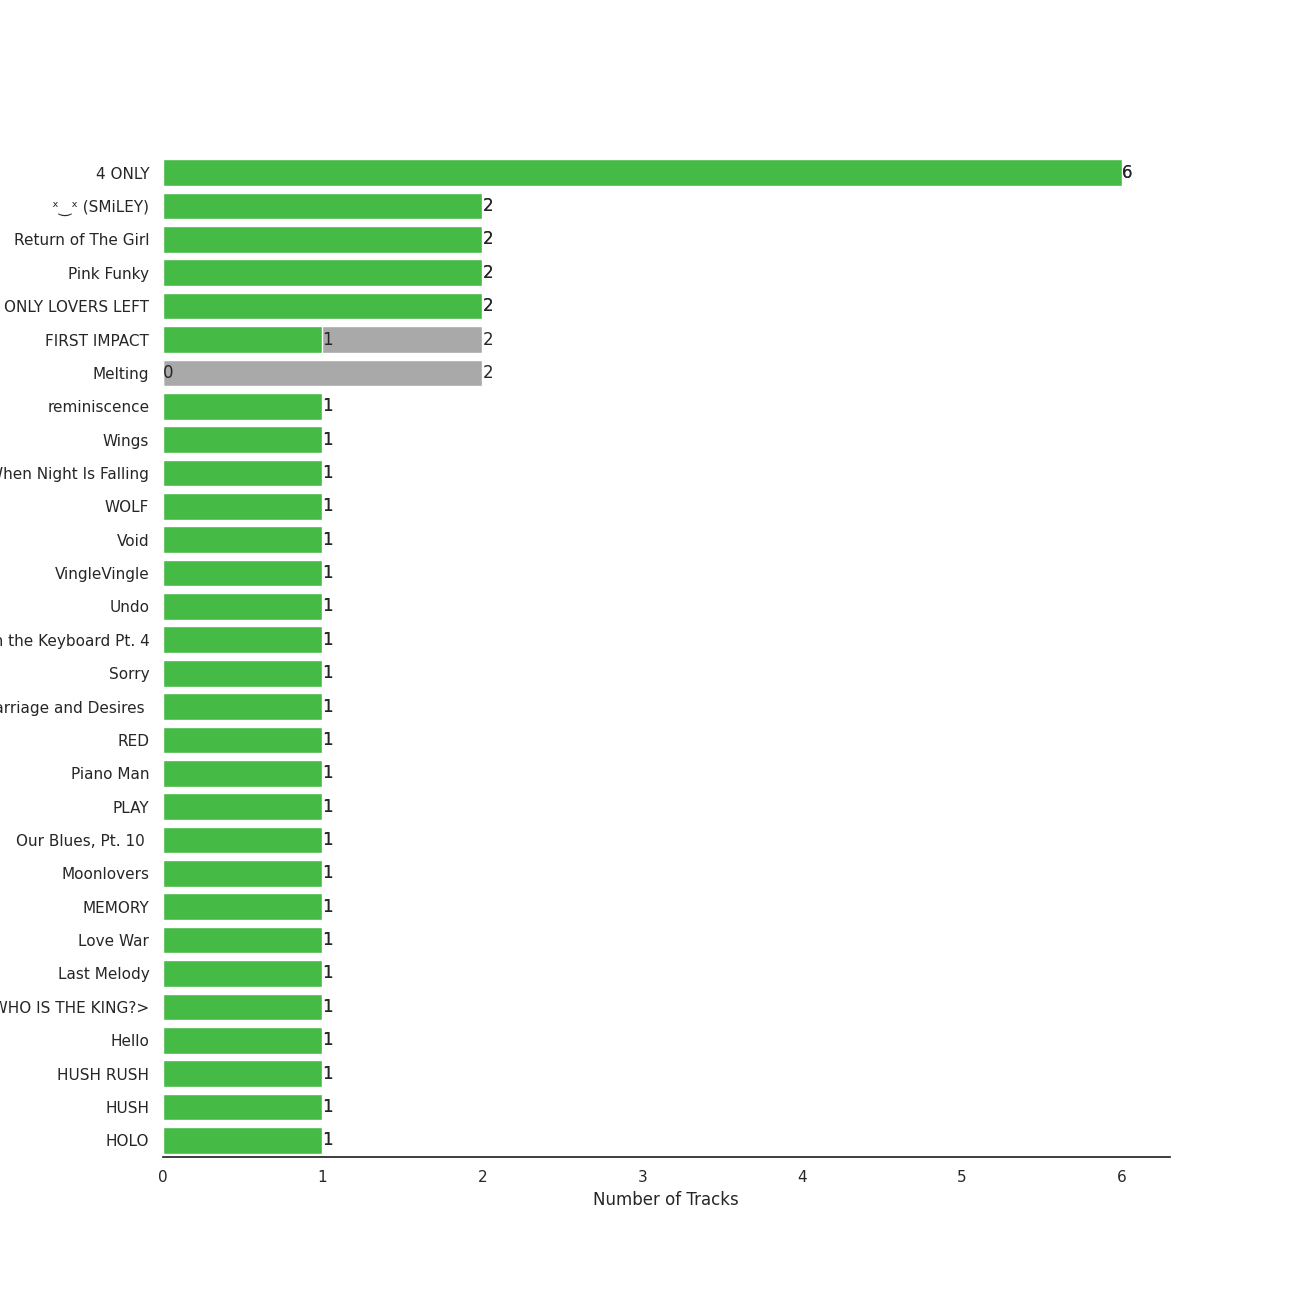 4 ONLY 6
ˣ‿ˣ (SMiLEY) 2
Return of The Girl 2
Pink Funky 2
ONLY LOVERS LEFT 2
FIRST IMPACT 1 2
Melting 0 2
reminiscence 1
Wings 1
When Night Is Falling 1
WOLF 1
Void 1
VingleVingle 1
Undo 1
the Keyboard Pt. 4 1
Sorry 1
and Desires 1
RED 1
Piano Man 1
PLAY 1
Our Blues, Pt. 10 1
Moonlovers 1
MEMORY 1
Love War 1
Last Melody 1
WHO IS THE KING?> 1
Hello 1
HUSH RUSH 1
HUSH 1
HOLO 1
0 1 2 3 4 5 6
Number of Tracks